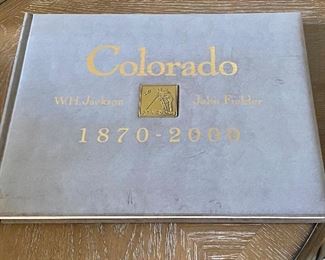 Colorado
W.H. Jackson John Fielder
1870-2000